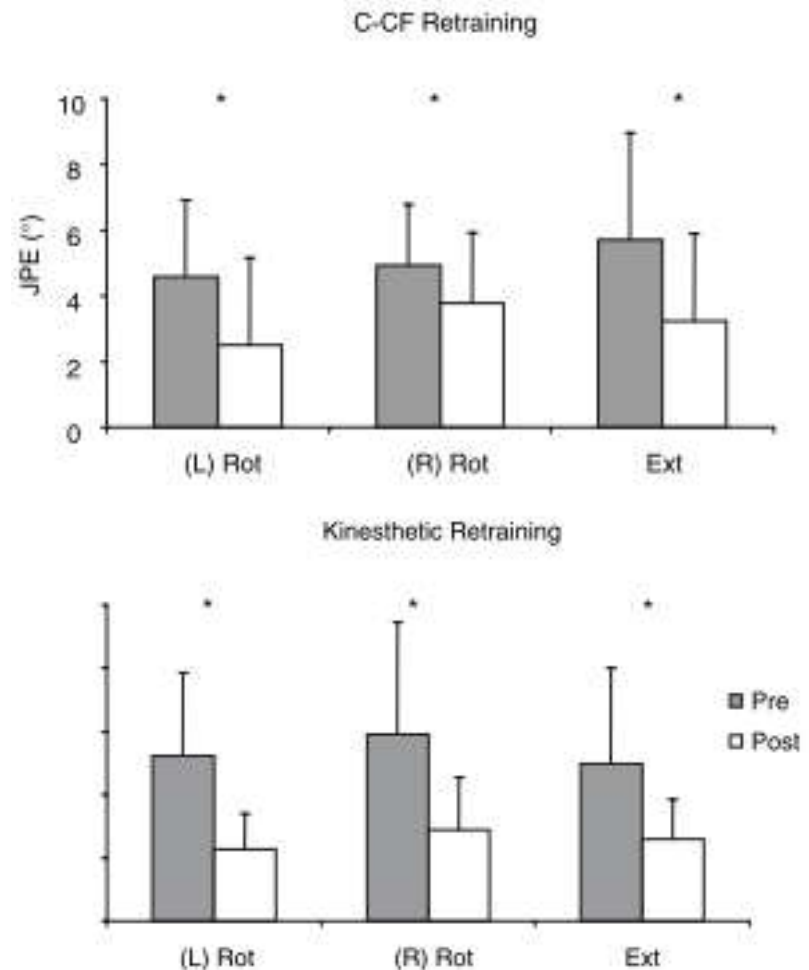 C-CF Retraining
* * *
10
8
6
4
2
0
JPE (°)
(L) Rot (R) Rot Ext
Kinesthetic Retraining
* * *
Pre
Post
(L) Rot (R) Rot Ext